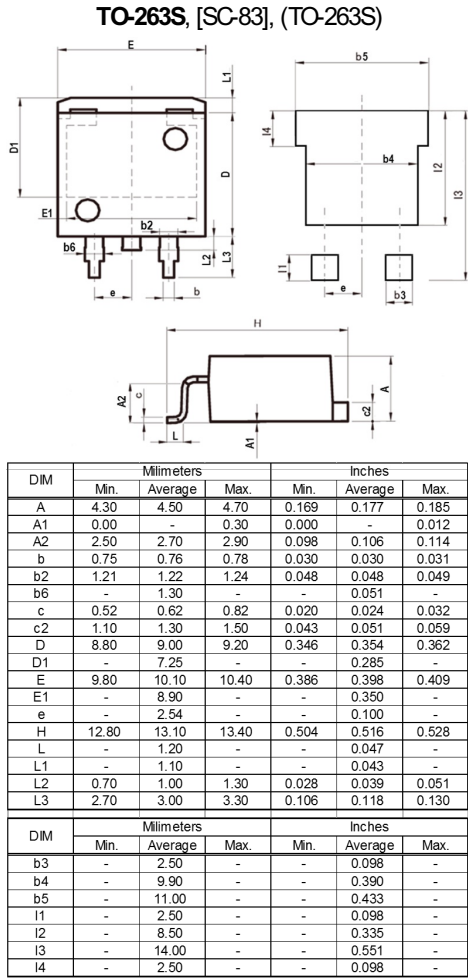 TO-263S, [SC-83], (TO-263S)
E
L1
D1
D
E1
b2
b6
L2
L3
e
b
b5
l4
b4
l2
l3
l1
e
b3
H
A2
c
L
A1
c2
A
DIM Milimeters Inches
Min. Average Max. Min. Average Max.
A 4.30 4.50 4.70 0.169 0.177 0.185
A1 0.00 - 0.30 0.000 - 0.012
A2 2.50 2.70 2.90 0.098 0.106 0.114
b 0.75 0.76 0.78 0.030 0.030 0.031
b2 1.21 1.22 1.24 0.048 0.048 0.049
b6 - 1.30 - - 0.051 -
c 0.52 0.62 0.82 0.020 0.024 0.032
c2 1.10 1.30 1.50 0.043 0.051 0.059
D 8.80 9.00 9.20 0.346 0.354 0.362
D1 - 7.25 - - 0.285 -
E 9.80 10.10 10.40 0.386 0.398 0.409
E1 - 8.90 - - 0.350 -
e - 2.54 - - 0.100 -
H 12.80 13.10 13.40 0.504 0.516 0.528
L - 1.20 - - 0.047 -
L1 - 1.10 - - 0.043 -
L2 0.70 1.00 1.30 0.028 0.039 0.051
L3 2.70 3.00 3.30 0.106 0.118 0.130
DIM Milimeters Inches
Min. Average Max. Min. Average Max.
b3 - 2.50 - - 0.098 -
b4 - 9.90 - - 0.390 -
b5 - 11.00 - - 0.433 -
l1 - 2.50 - - 0.098 -
l2 - 8.50 - - 0.335 -
l3 - 14.00 - - 0.551 -
l4 - 2.50 - - 0.098 -